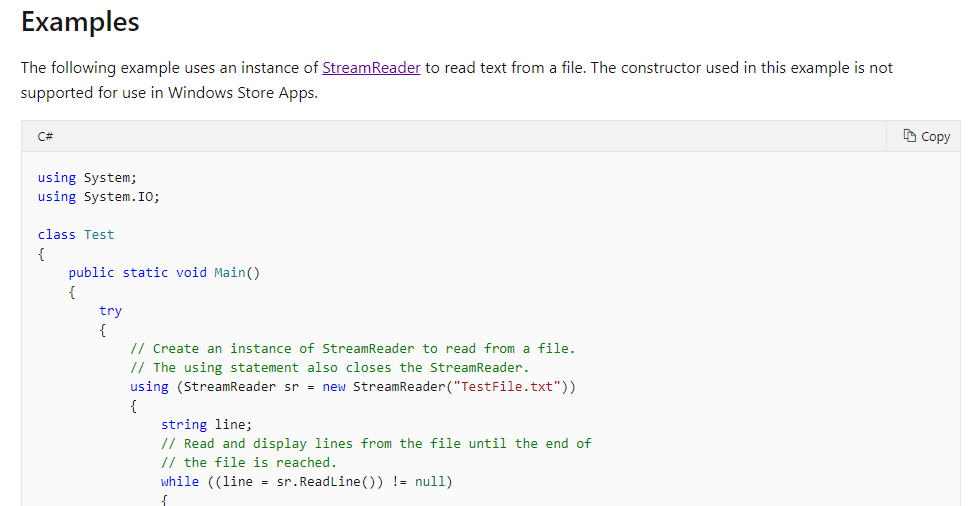 Examples
The following example uses an instance of StreamReader to read text from a file. The constructor used in this example is not
supported for use in Windows Store Apps.
C#
Copy
using System;
using System.IO;
class Test
{
    public static void Main()
    {
        try
        {
            // Create an instance of StreamReader to read from a file.
            // The using statement also closes the StreamReader.
            using (StreamReader sr = new StreamReader("TestFile.txt"))
            {
                string line;
                // Read and display lines from the file until the end of
                // the file is reached.
                while ((line = sr.ReadLine()) != null)
                {